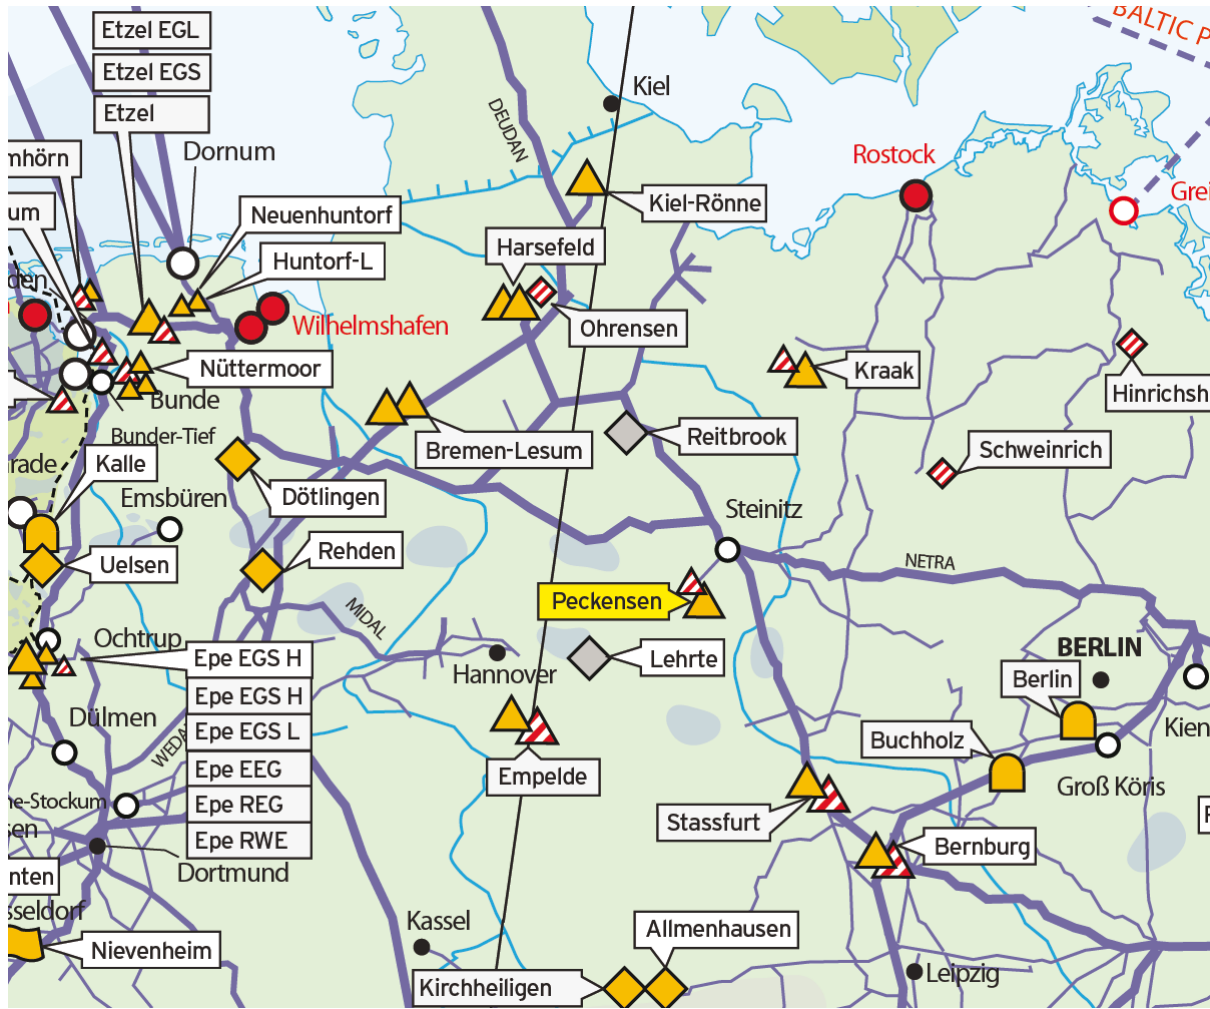 Etzel EGL
BALTIC P
Etzel EGS
Kiel
Etzel
DEUDAN
mhörn
Dornum
Rostock
Kiel-Rönne
Grei
um
Neuenhuntorf
Harsefeld
Huntorf-L
den
Wilhelmshafen
Ohrensen
Nüttermoor
Kraak
Hinrichsh
Bunde
Bunder-Tief
Reitbrook
Bremen-Lesum
Schweinrich
rade
Kalle
Emsbüren
Dötlingen
Steinitz
Uelsen
Rehden
NETRA
Peckensen
MIDAL
Ochtrup
BERLIN
Epe EGS H
Hannover
Lehrte
Berlin
Epe EGS H
Dülmen
Epe EGS L
WEDA
Kien
Buchholz
Epe EEG
Empelde
Groß Köris
ne-Stockum
Epe REG
Stassfurt
sen
Epe RWE
Bernburg
Dortmund
nten
sseldorf
Kassel
Allmenhausen
Nievenheim
Leipzig
Kirchheiligen